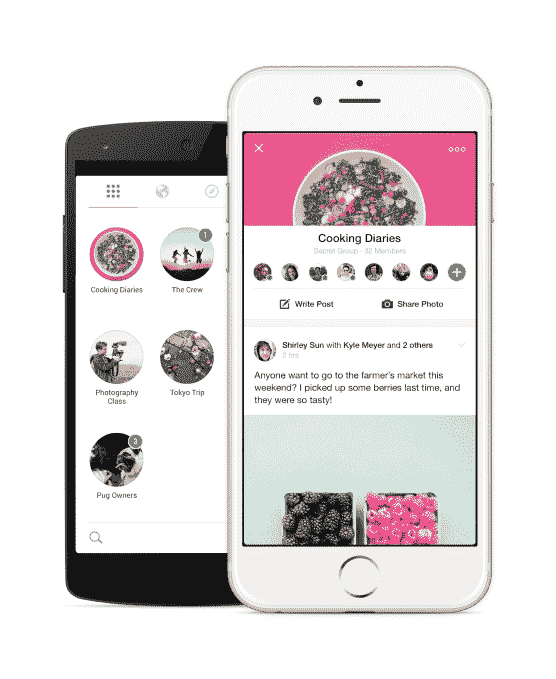 1
Cooking Diaries
The Crew
Photography
Class
Tokyo Trip
3
Pug Owners
Cooking Diaries
Secret Group · 32 Members
Write Post
Share Photo
Shirley Sun with Kyle Meyer and 2 others
2 hrs
Anyone want to go to the farmer's market this
weekend? I picked up some berries last time, and
they were so tasty!